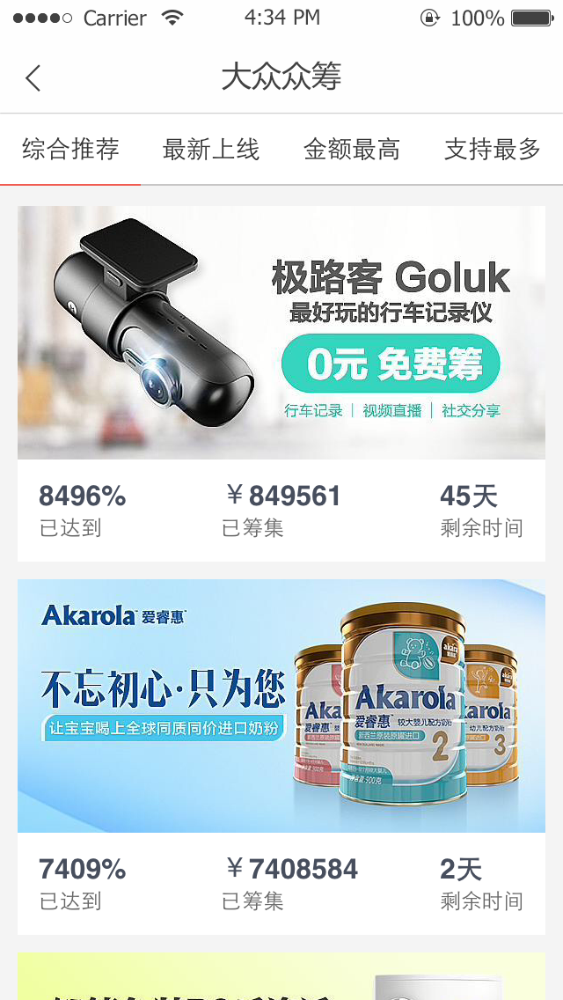 Carrier 4:34 PM 100%
大众众筹
综合推荐 最新上线 金额最高 支持最多
极路客 Goluk
最好玩的行车记录仪
0元 免费筹
行车记录 | 视频直播 | 社交分享
8496% ¥849561 45天
已达到 已筹集 剩余时间
Akarola 爱睿惠
不忘初心·只为您
让宝宝喝上全球同质同价进口奶粉
akara
Akarola
爱睿惠 较大婴儿配方奶粉
新西兰原装原罐进口
2
幼儿配方奶粉
3
7409% ¥7408584 2天
已达到 已筹集 剩余时间